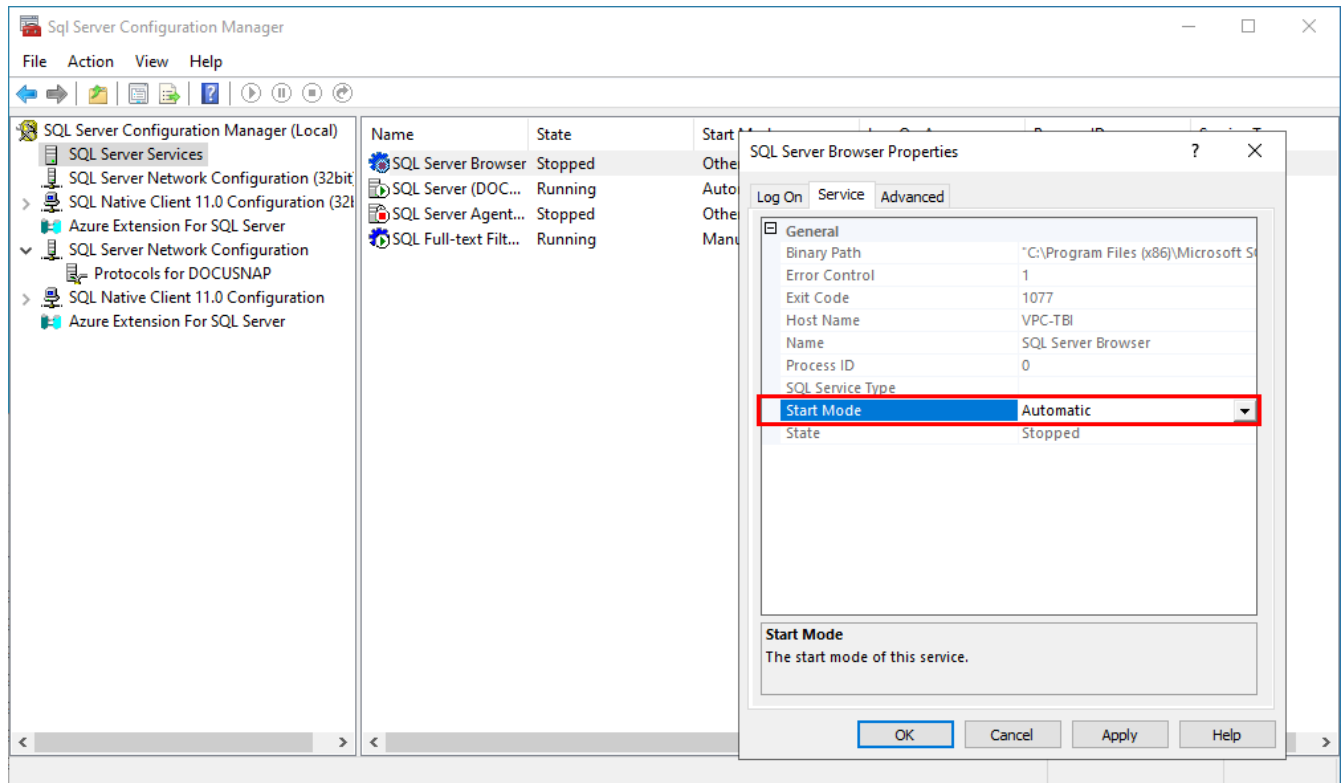 Sql Server Configuration Manager
File Action View Help
SQL Server Configuration Manager (Local)
SQL Server Services
SQL Server Network Configuration (32bit
SQL Native Client 11.0 Configuration (32
Azure Extension For SQL Server
SQL Server Network Configuration
Protocols for DOCUSNAP
SQL Native Client 11.0 Configuration
Azure Extension For SQL Server
Name State Start
SQL Server Browser Stopped Othe
SQL Server (DOC... Running Auto
SQL Server Agent... Stopped Othe
SQL Full-text Filt... Running Manu
SQL Server Browser Properties
Log On Service Advanced
General
Binary Path "C:\Program Files (x86)\Microsoft S
Error Control 1
Exit Code 1077
Host Name VPC-TBI
Name SQL Server Browser
Process ID 0
SQL Service Type
Start Mode Automatic
State Stopped
Start Mode
The start mode of this service.
OK Cancel Apply Help